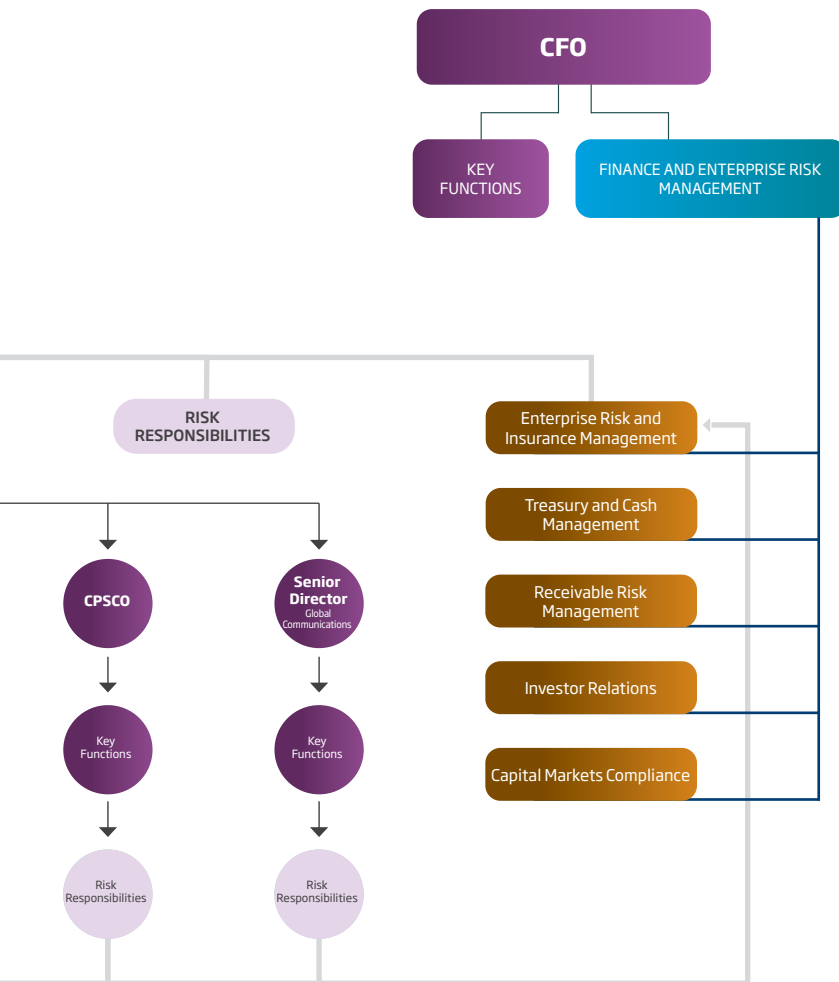 CFO
KEY
FUNCTIONS
FINANCE AND ENTERPRISE RISK
MANAGEMENT
RISK
RESPONSIBILITIES
Enterprise Risk and
Insurance Management
Treasury and Cash
Management
CPSCO
Senior
Director
Global
Communications
Receivable Risk
Management
Investor Relations
Key
Functions
Key
Functions
Capital Markets Compliance
Risk
Responsibilities
Risk
Responsibilities